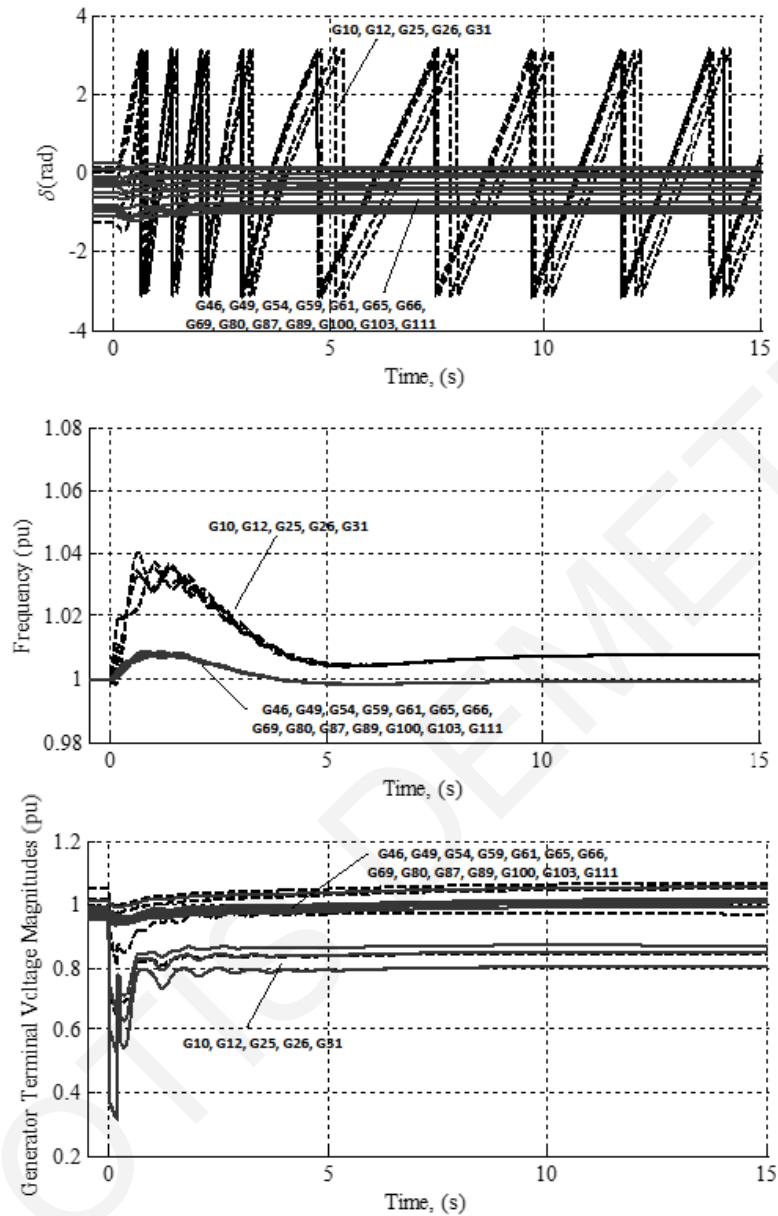 G10, G12, G25, G26, G31
4
2
0
-2
-4
δ(rad)
G46, G49, G54, G59, G61, G65, G66,
G69, G80, G87, G89, G100, G103, G111
0 5 10 15
Time, (s)
1.08
1.06
1.04
1.02
1
0.98
Frequency (pu)
G10, G12, G25, G26, G31
G46, G49, G54, G59, G61, G65, G66,
G69, G80, G87, G89, G100, G103, G111
0 5 10 15
Time, (s)
1.2
1
0.8
0.6
0.4
0.2
Generator Terminal Voltage Magnitudes (pu)
G46, G49, G54, G59, G61, G65, G66,
G69, G80, G87, G89, G100, G103, G111
G10, G12, G25, G26, G31
0 5 10 15
Time, (s)
OTIS DEMET